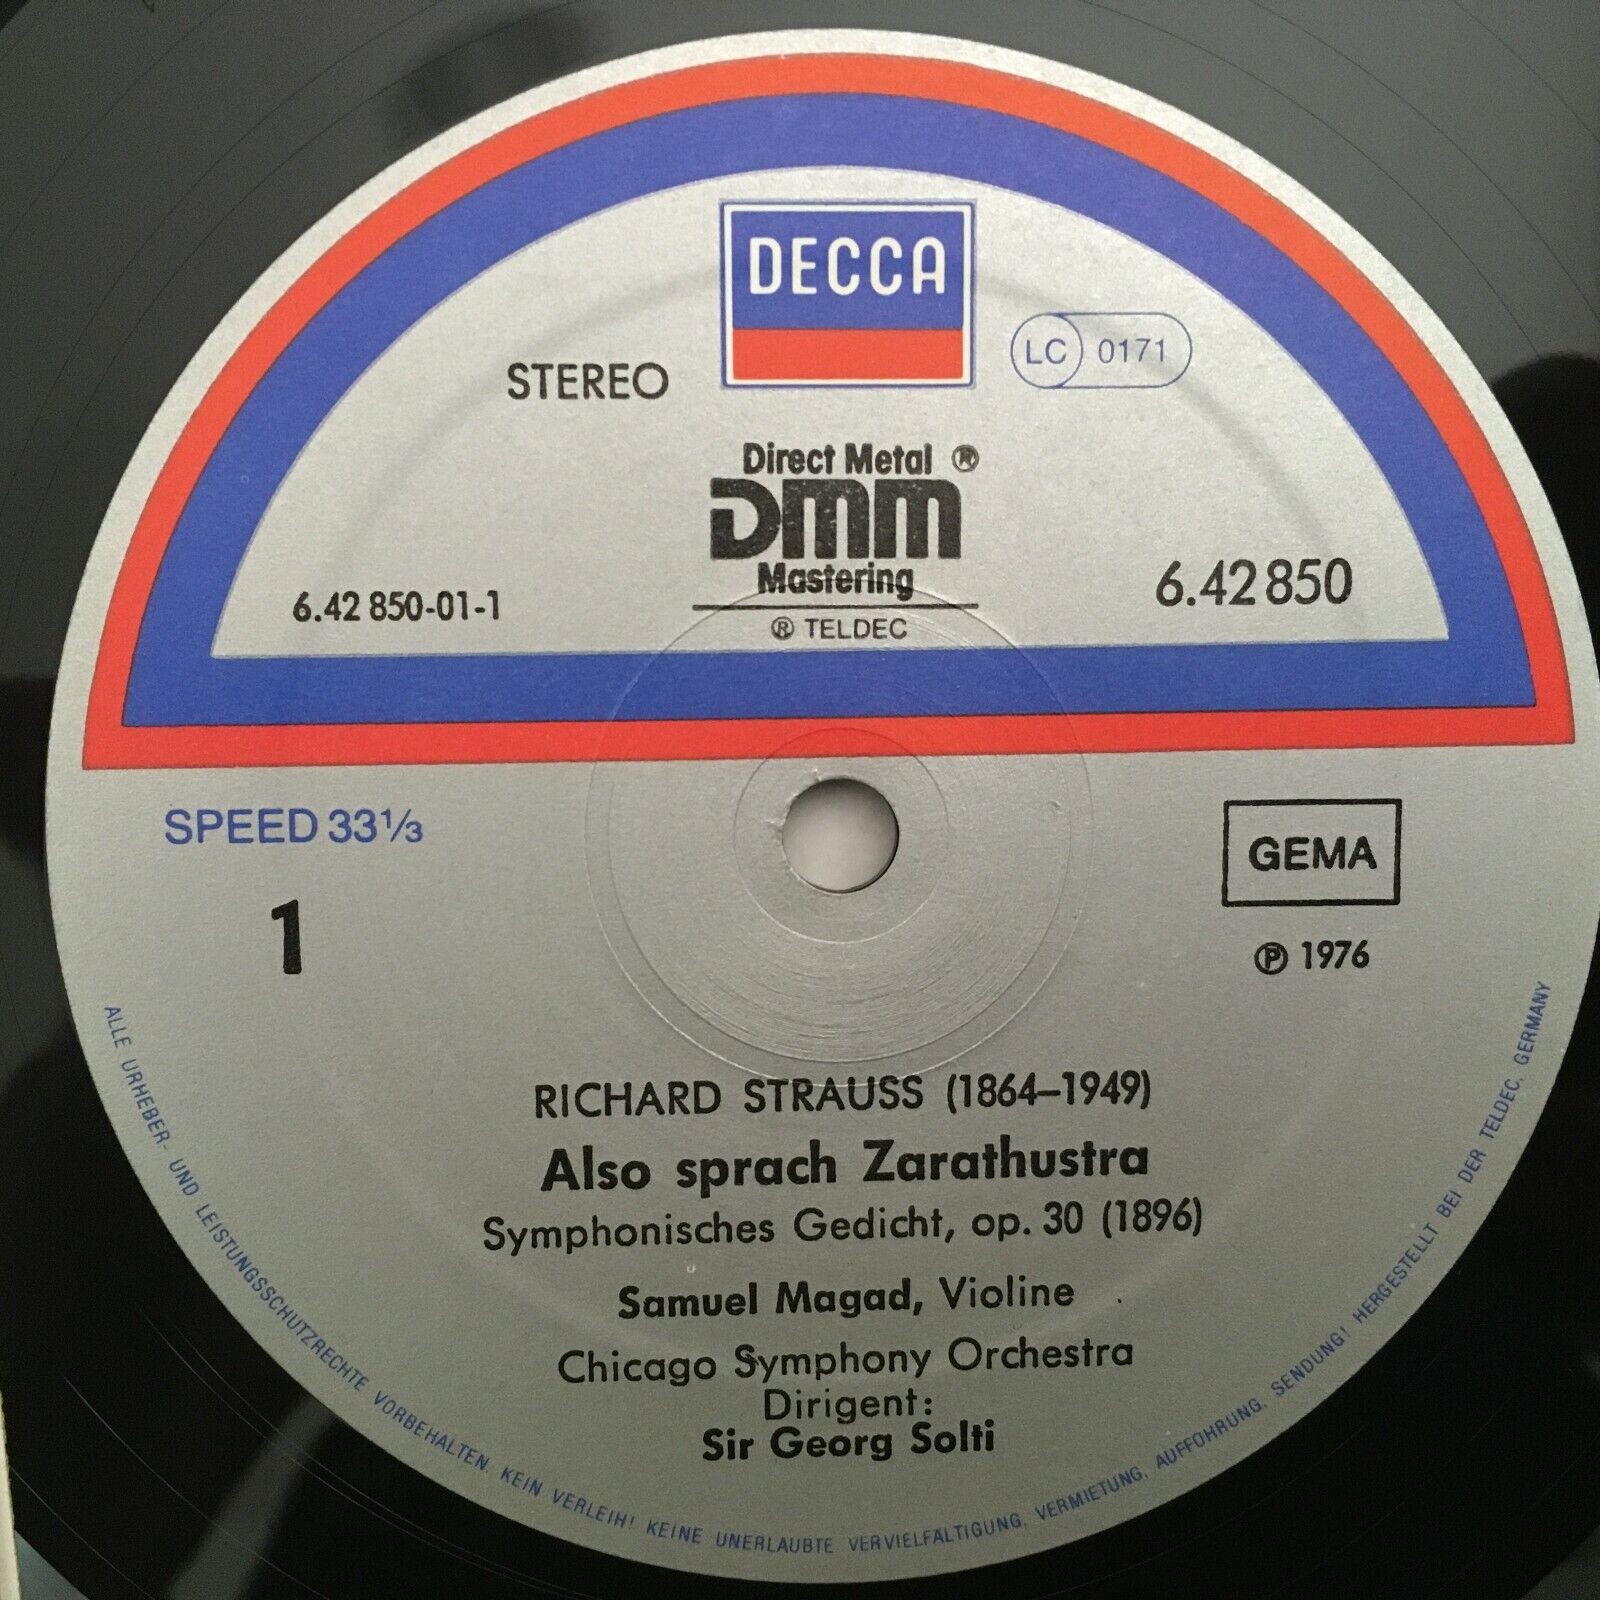 DECCA
STEREO
LC 0171
Direct Metal ®
DMM
Mastering
® TELDEC
6.42 850-01-1
6.42 850
SPEED 33⅓
1
GEMA
℗ 1976
RICHARD STRAUSS (1864–1949)
Also sprach Zarathustra
Symphonisches Gedicht, op. 30 (1896)
Samuel Magad, Violine
Chicago Symphony Orchestra
Dirigent:
Sir Georg Solti
ALLE URHEBER- UND LEISTUNGSSCHUTZRECHTE VORBEHALTEN. KEIN VERLEIH! KEINE UNERLAUBTE VERVIELFÄLTIGUNG, VERMIETUNG, AUFFÜHRUNG, SENDUNG! HERGESTELLT BEI DER TELDEC, GERMANY